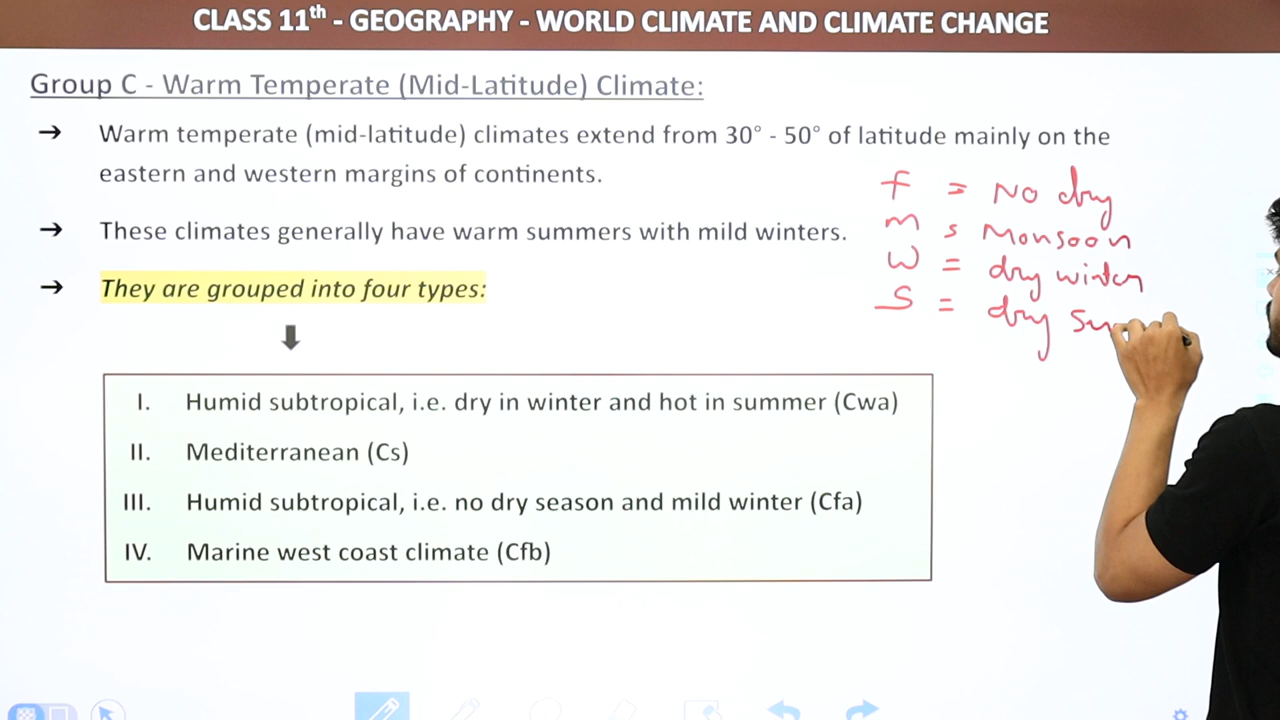 CLASS 11th - GEOGRAPHY - WORLD CLIMATE AND CLIMATE CHANGE
Group C - Warm Temperate (Mid-Latitude) Climate:
➔ Warm temperate (mid-latitude) climates extend from 30° - 50° of latitude mainly on the
eastern and western margins of continents.
➔ These climates generally have warm summers with mild winters.
➔ They are grouped into four types:
f = No dry
m = Monsoon
w = dry winter
S = dry
I. Humid subtropical, i.e. dry in winter and hot in summer (Cwa)
II. Mediterranean (Cs)
III. Humid subtropical, i.e. no dry season and mild winter (Cfa)
IV. Marine west coast climate (Cfb)